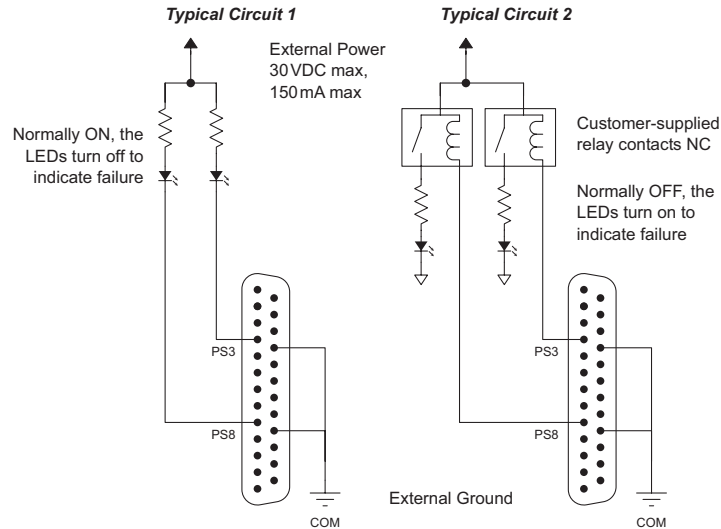 Typical Circuit 1
Typical Circuit 2
External Power
30VDC max,
150mA max
Normally ON, the
LEDs turn off to
indicate failure
Customer-supplied
relay contacts NC
Normally OFF, the
LEDs turn on to
indicate failure
PS3
PS8
COM
PS3
PS8
External Ground
COM